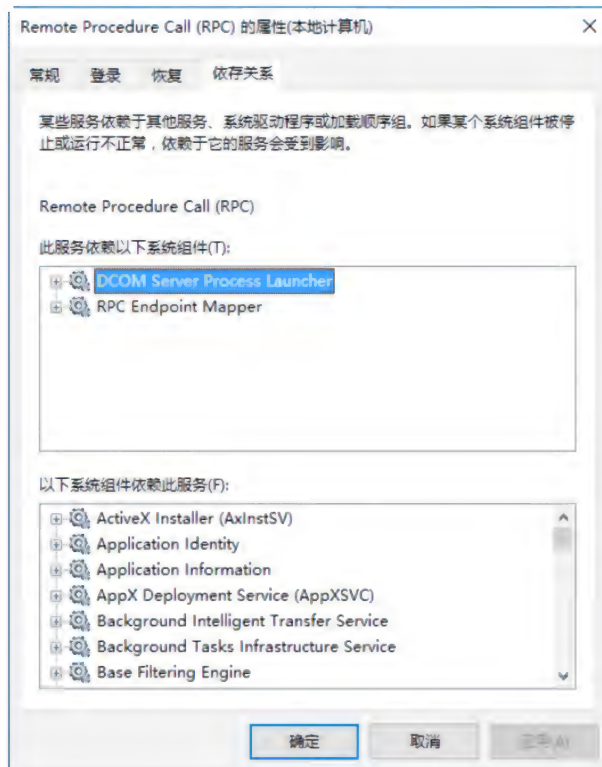 Remote Procedure Call (RPC) 的属性(本地计算机)
常规 登录 恢复 依存关系
某些服务依赖于其他服务、系统驱动程序或加载顺序组。如果某个系统组件被停
止或运行不正常，依赖于它的服务会受到影响。
Remote Procedure Call (RPC)
此服务依赖以下系统组件(T):
DCOM Server Process Launcher
RPC Endpoint Mapper
以下系统组件依赖此服务(F):
ActiveX Installer (AxInstSV)
Application Identity
Application Information
AppX Deployment Service (AppXSVC)
Background Intelligent Transfer Service
Background Tasks Infrastructure Service
Base Filtering Engine
确定 取消